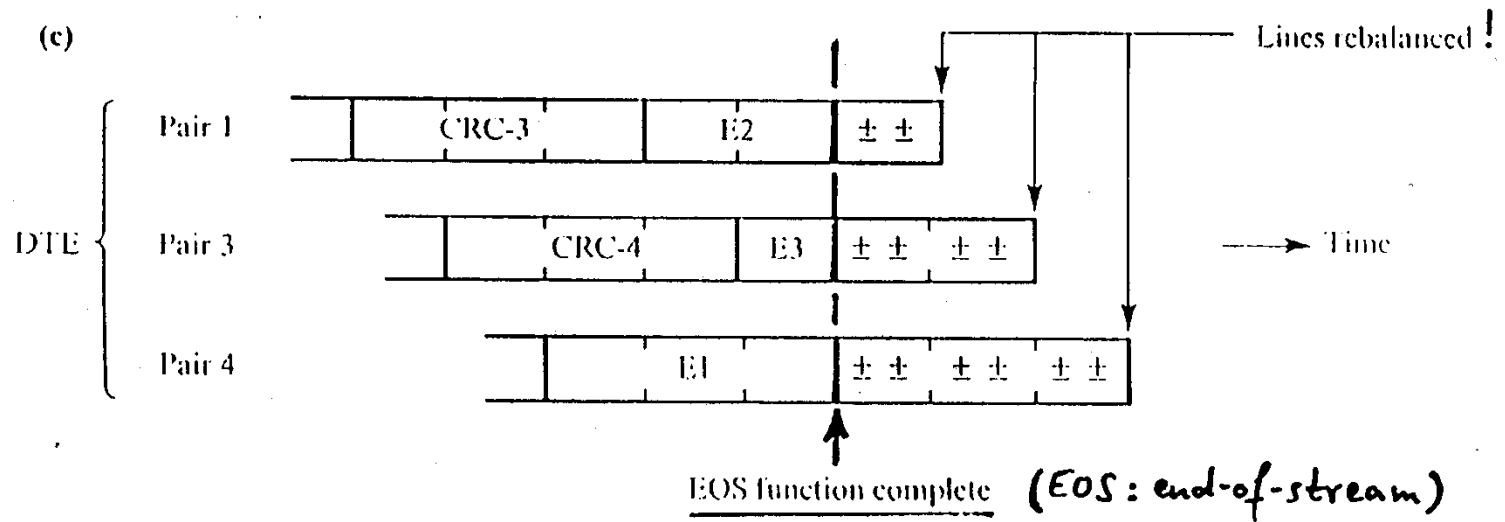 (c)
Lines rebalanced !
Pair 1 CRC-3 E2 ± ±
DTE Pair 3 CRC-4 E3 ± ± ± ± Time
Pair 4 E1 ± ± ± ± ± ±
EOS function complete (EOS: end-of-stream)